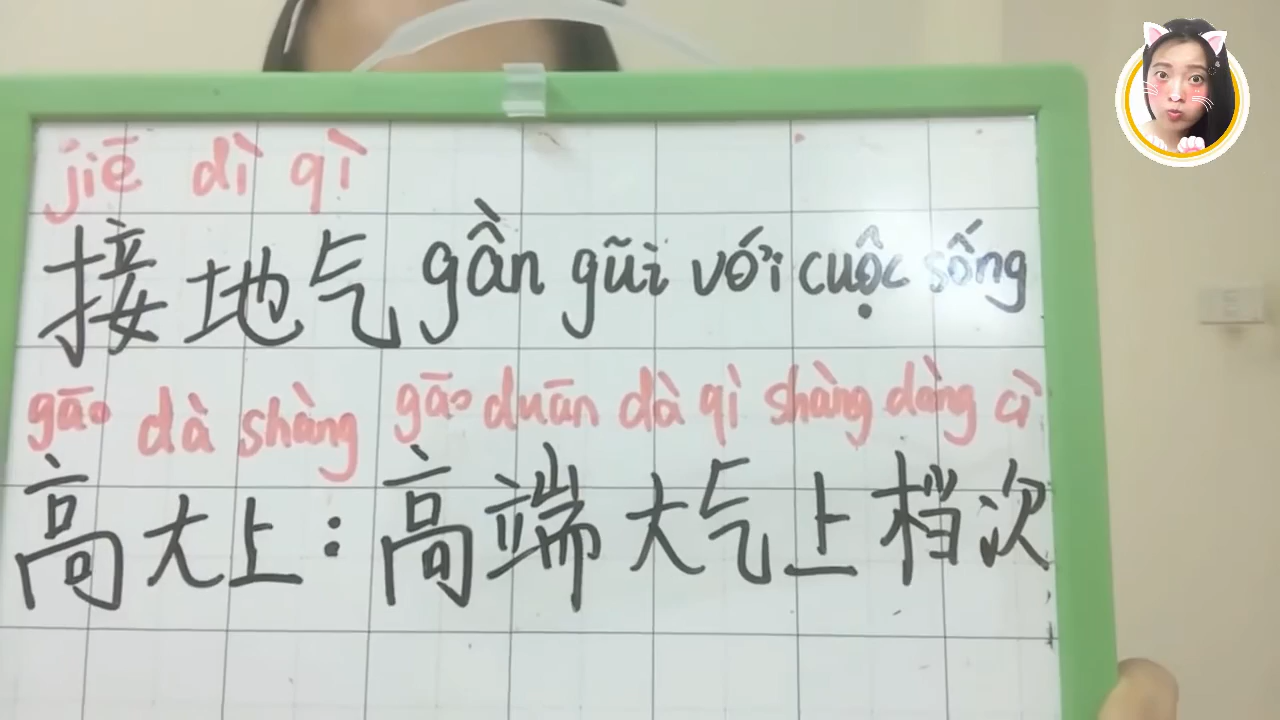 jiē dì qì
接地气 gần gũi với cuộc sống
gāo dà shàng gāo duān dà qì shàng dàng cì
高大上：高端大气上档次